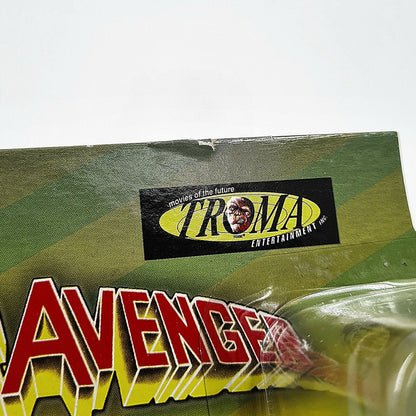 movies of the future
TROMA
ENTERTAINMENT INC.
AVENGER